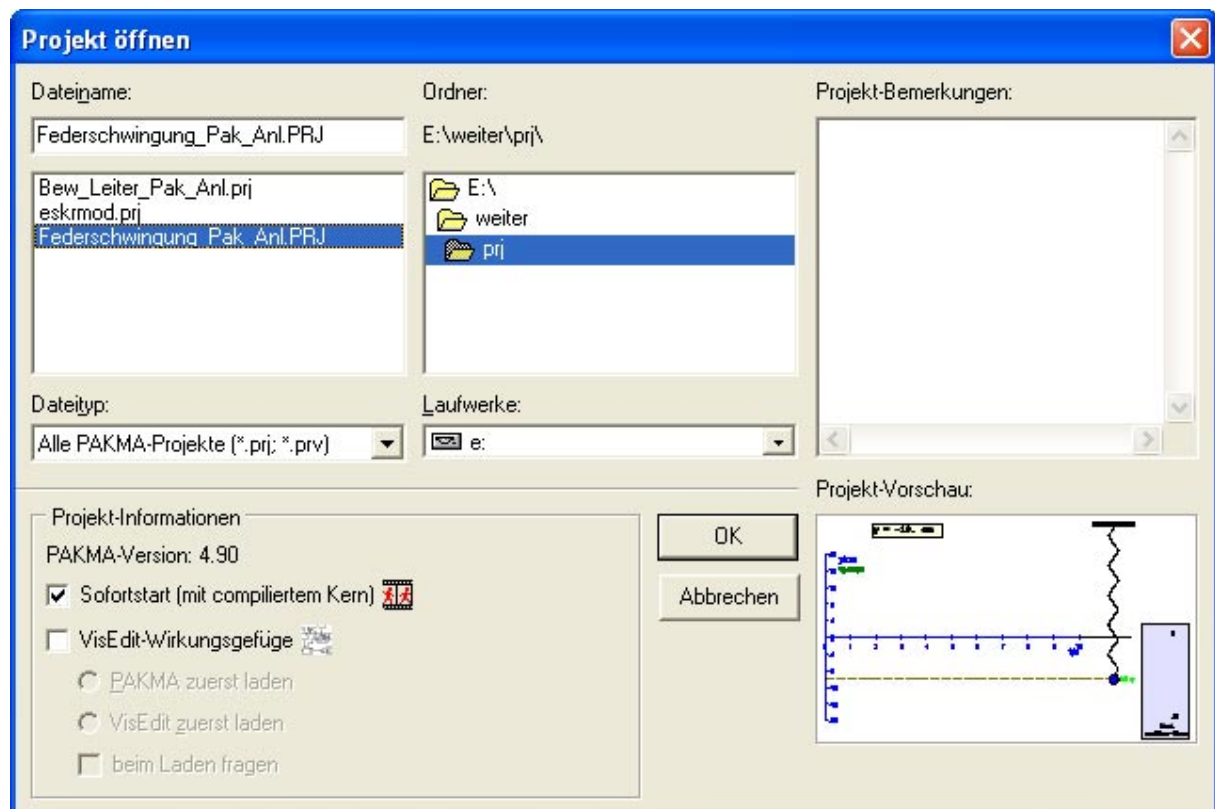 Projekt öffnen
Dateiname:
Federschwingung_Pak_Anl.PRJ
Bew_Leiter_Pak_Anl.prj
eskrmod.prj
Federschwingung_Pak_Anl.PRJ
Dateityp:
Alle PAKMA-Projekte (*.prj; *.prv)
Ordner:
E:\weiter\prj\
E:\
weiter
prj
Laufwerke:
e:
Projekt-Bemerkungen:
Projekt-Informationen
PAKMA-Version: 4.90
Sofortstart (mit compiliertem Kern)
VisEdit-Wirkungsgefüge
PAKMA zuerst laden
VisEdit zuerst laden
beim Laden fragen
OK
Abbrechen
Projekt-Vorschau: